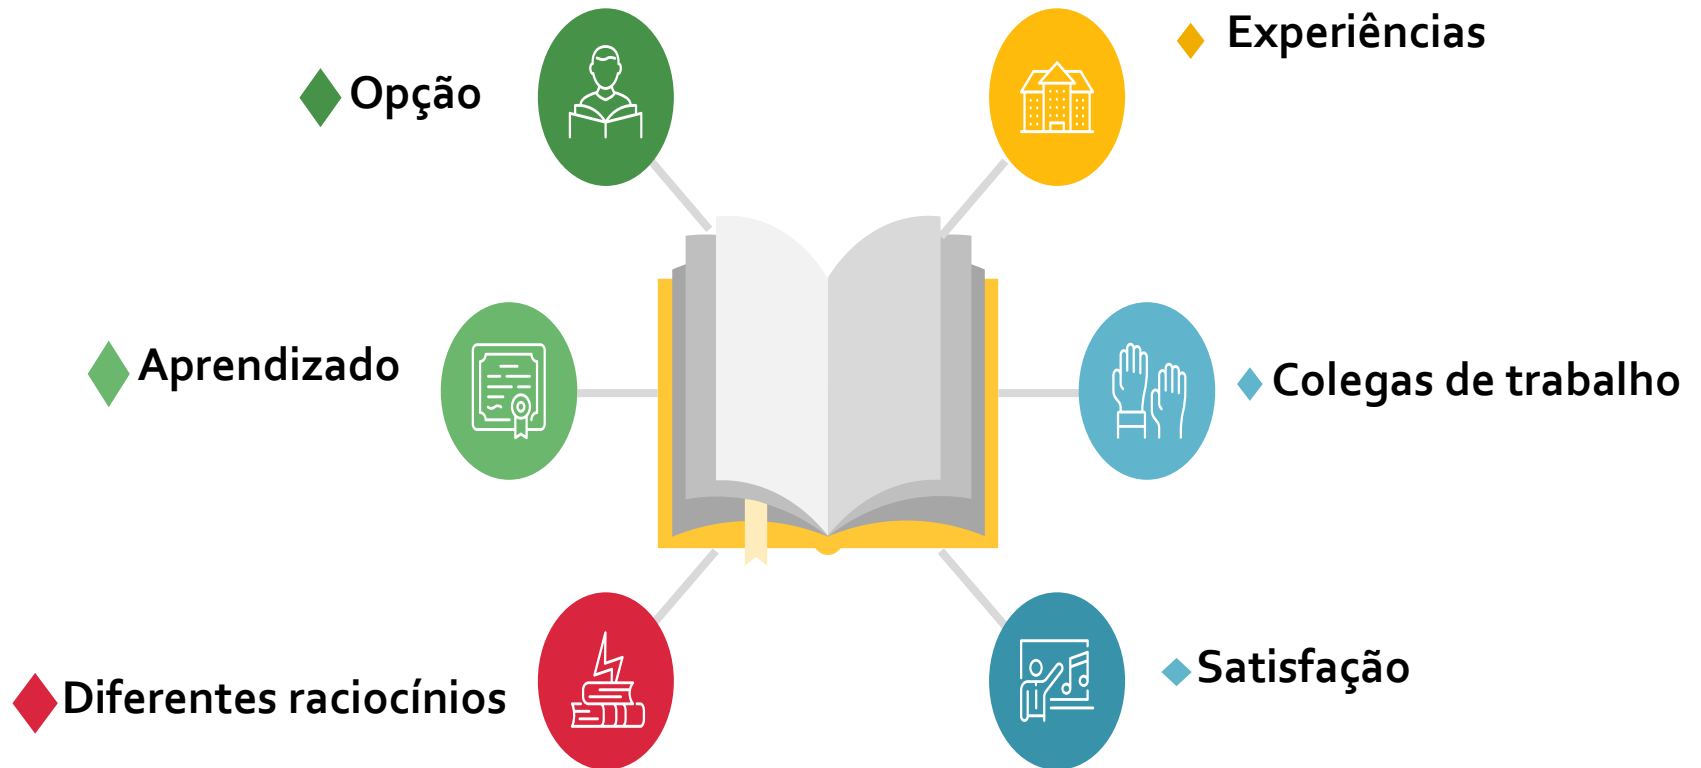 Opção
Experiências
Aprendizado
Colegas de trabalho
Diferentes raciocínios
Satisfação